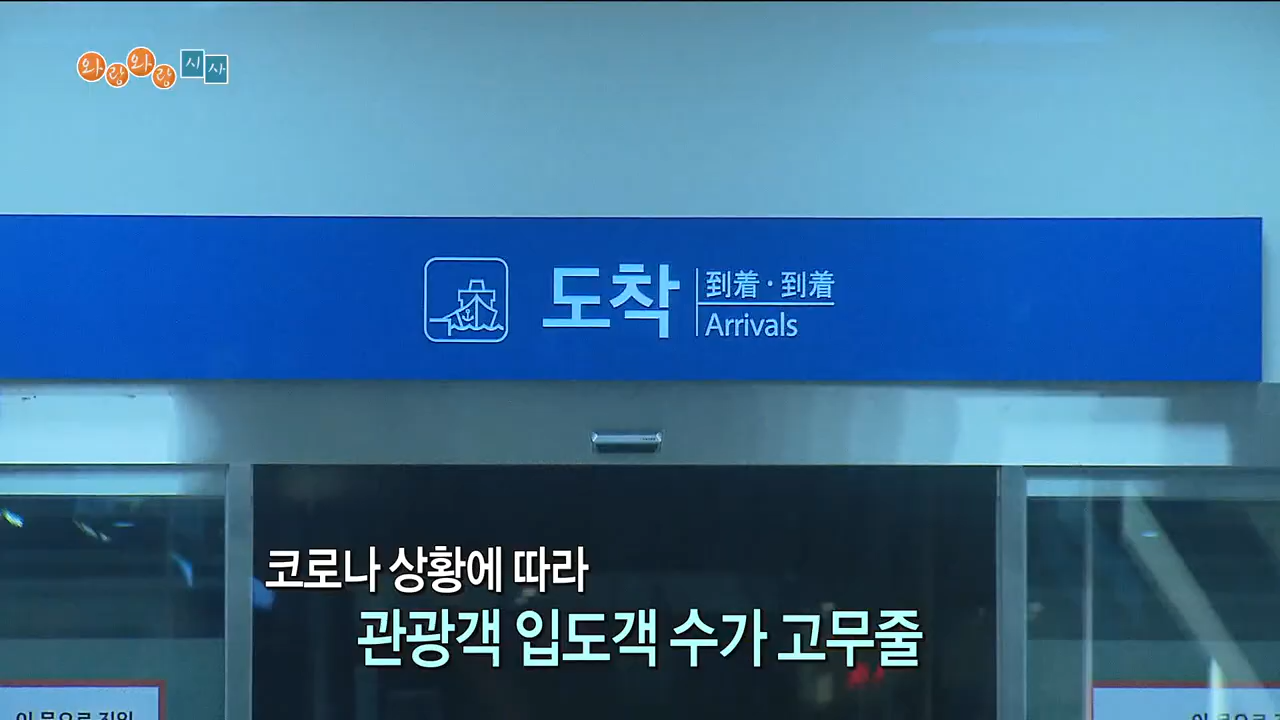 와랑와랑 시사
도착
到着·到着
Arrivals
코로나 상황에 따라
관광객 입도객 수가 고무줄